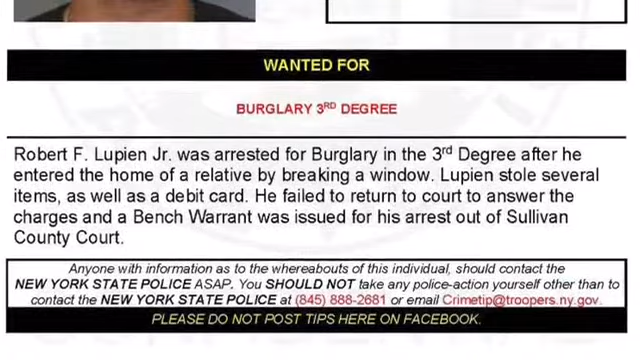 WANTED FOR
BURGLARY 3RD DEGREE
Robert F. Lupien Jr. was arrested for Burglary in the 3rd Degree after he
entered the home of a relative by breaking a window. Lupien stole several
items, as well as a debit card. He failed to return to court to answer the
charges and a Bench Warrant was issued for his arrest out of Sullivan
County Court.
Anyone with information as to the whereabouts of this individual, should contact the
NEW YORK STATE POLICE ASAP. You SHOULD NOT take any police-action yourself other than to
contact the NEW YORK STATE POLICE at (845) 888-2681 or email Crimetip@troopers.ny.gov.
PLEASE DO NOT POST TIPS HERE ON FACEBOOK.